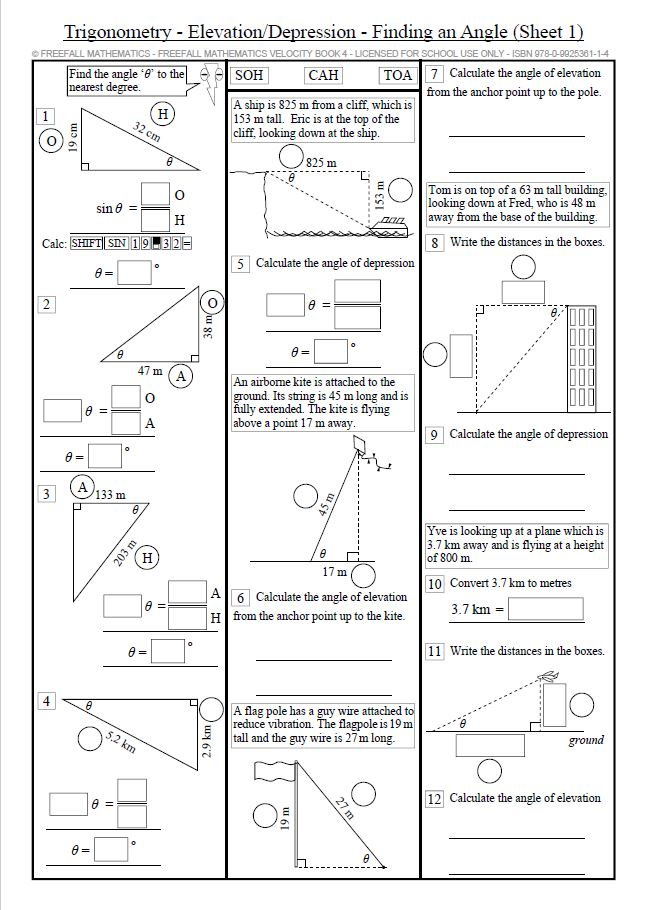 Trigonometry - Elevation/Depression - Finding an Angle (Sheet 1)
© FREEFALL MATHEMATICS - FREEFALL MATHEMATICS VELOCITY BOOK 4 - LICENSED FOR SCHOOL USE ONLY - ISBN 978-0-9925361-1-4
Find the angle ‘θ’ to the
nearest degree.
1
H
O
19 cm
32 cm
θ
sin θ =
O
H
Calc: SHIFT SIN 1 9 3 2 =
θ = °
2
O
38 m
θ
47 m
A
θ =
O
A
θ = °
3
A
133 m
θ
203 m
H
θ =
A
H
θ = °
4
θ
5.2 km
2.9 km
θ =
θ = °
SOH
CAH
TOA
A ship is 825 m from a cliff, which is
153 m tall. Eric is at the top of the
cliff, looking down at the ship.
825 m
θ
153 m
5 Calculate the angle of depression
θ =
θ = °
An airborne kite is attached to the
ground. Its string is 45 m long and is
fully extended. The kite is flying
above a point 17 m away.
45 m
θ
17 m
6 Calculate the angle of elevation
from the anchor point up to the kite.
A flag pole has a guy wire attached to
reduce vibration. The flagpole is 19 m
tall and the guy wire is 27 m long.
19 m
27 m
θ
7 Calculate the angle of elevation
from the anchor point up to the pole.
Tom is on top of a 63 m tall building,
looking down at Fred, who is 48 m
away from the base of the building.
8 Write the distances in the boxes.
θ
9 Calculate the angle of depression
Yve is looking up at a plane which is
3.7 km away and is flying at a height
of 800 m.
10 Convert 3.7 km to metres
3.7 km =
11 Write the distances in the boxes.
θ
ground
12 Calculate the angle of elevation